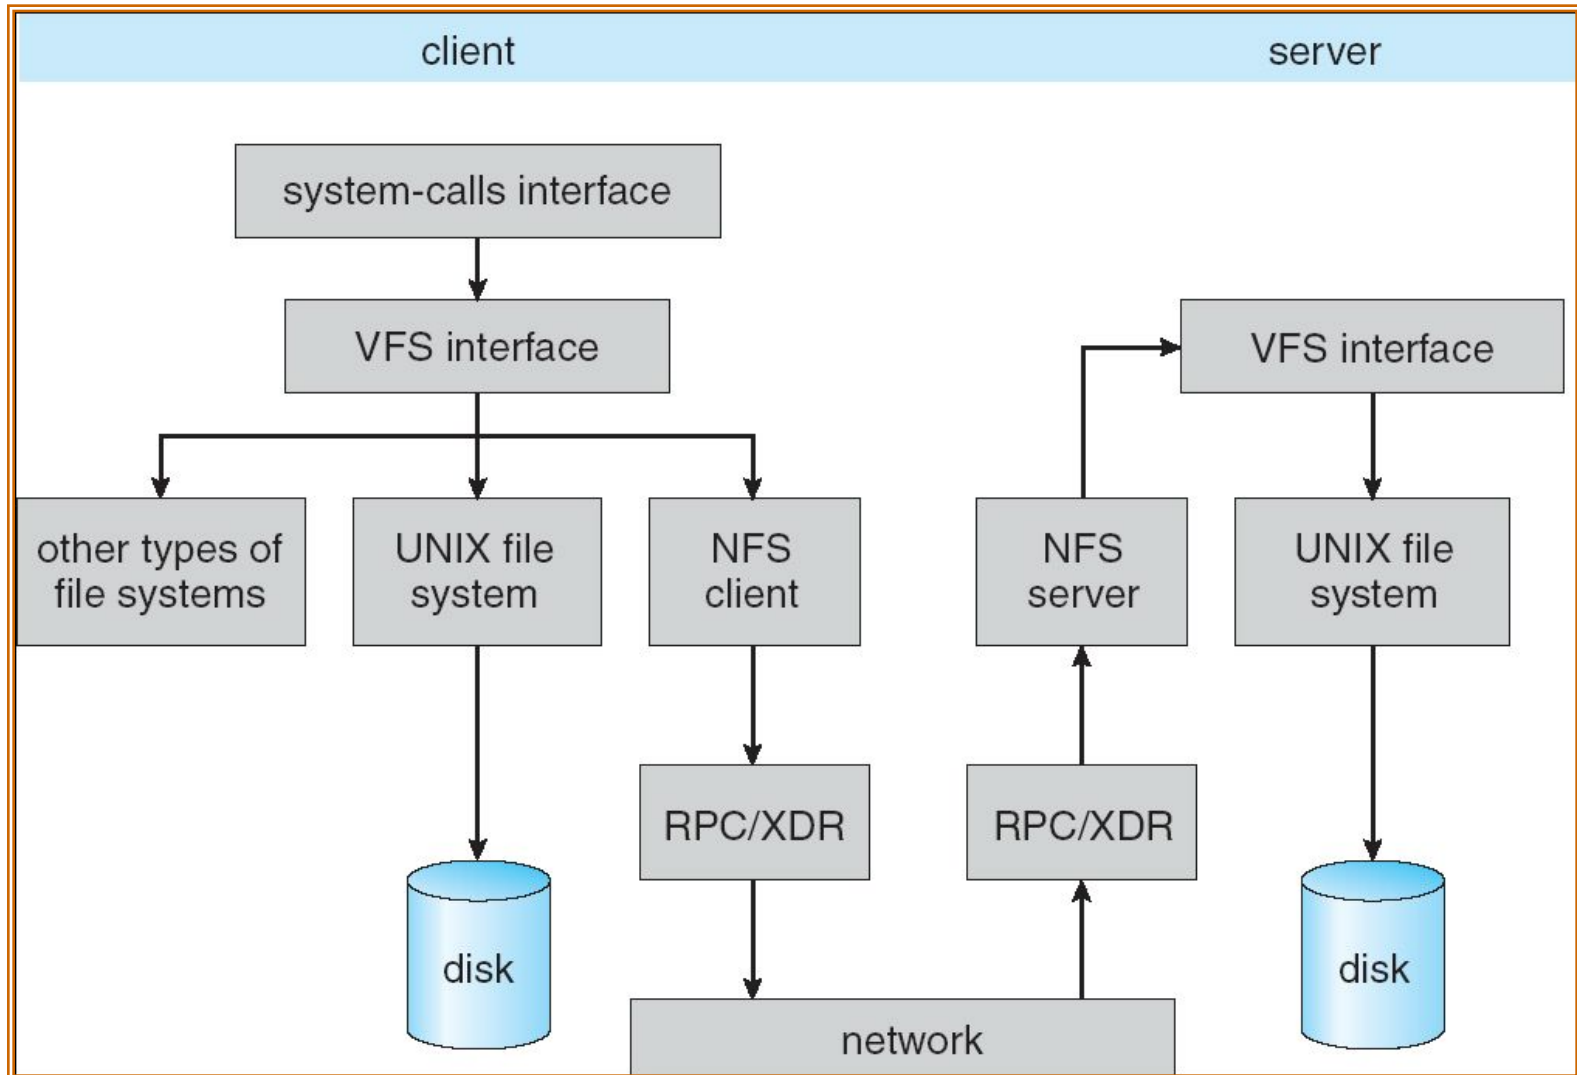 client
server
system-calls interface
VFS interface
VFS interface
other types of
file systems
UNIX file
system
NFS
client
NFS
server
UNIX file
system
RPC/XDR
RPC/XDR
disk
disk
network